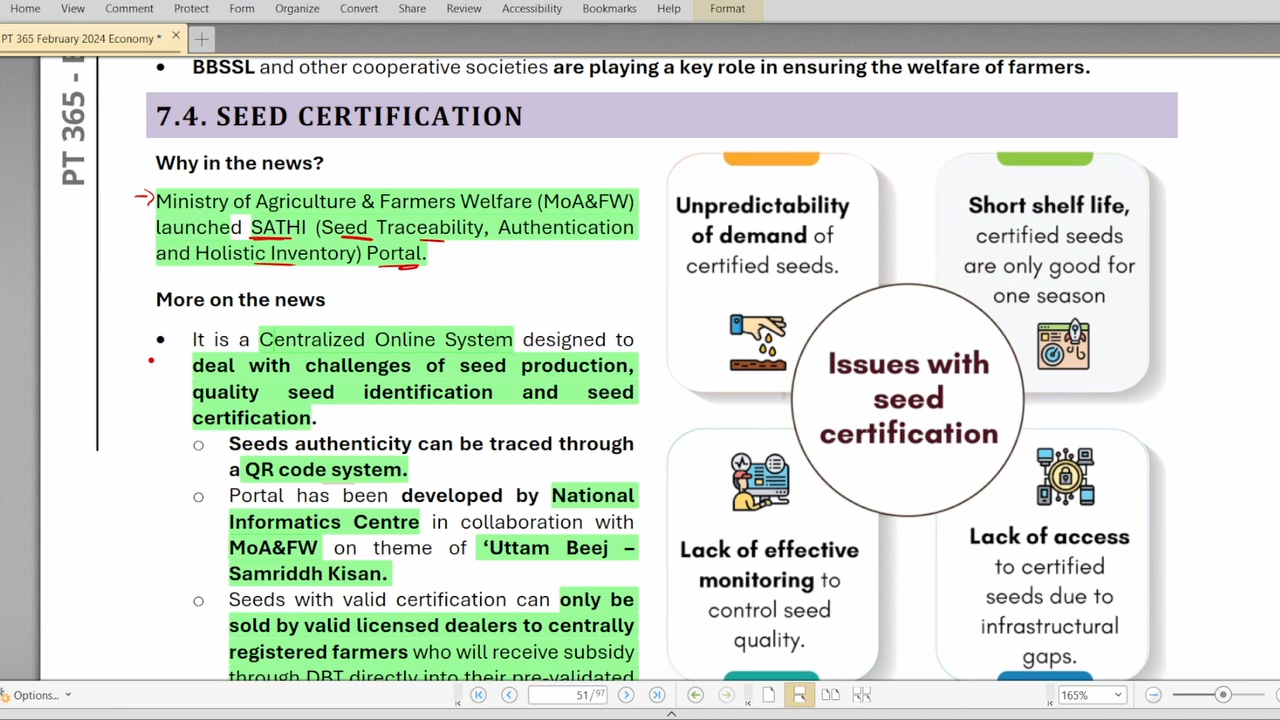 Home View Comment Protect Form Organize Convert Share Review Accessibility Bookmarks Help Format
PT 365 February 2024 Economy *
PT 365 -
• BBSSL and other cooperative societies are playing a key role in ensuring the welfare of farmers.
7.4. SEED CERTIFICATION
Why in the news?
Ministry of Agriculture & Farmers Welfare (MoA&FW)
launched SATHI (Seed Traceability, Authentication
and Holistic Inventory) Portal.
More on the news
• It is a Centralized Online System designed to
deal with challenges of seed production,
quality seed identification and seed
certification.
o Seeds authenticity can be traced through
a QR code system.
o Portal has been developed by National
Informatics Centre in collaboration with
MoA&FW on theme of ‘Uttam Beej –
Samriddh Kisan.
o Seeds with valid certification can only be
sold by valid licensed dealers to centrally
registered farmers who will receive subsidy
through DBT directly into their pre-validated
Unpredictability
of demand of
certified seeds.
Short shelf life,
certified seeds
are only good for
one season
Issues with
seed
certification
Lack of effective
monitoring to
control seed
quality.
Lack of access
to certified
seeds due to
infrastructural
gaps.
Options...
51 / 97
165%